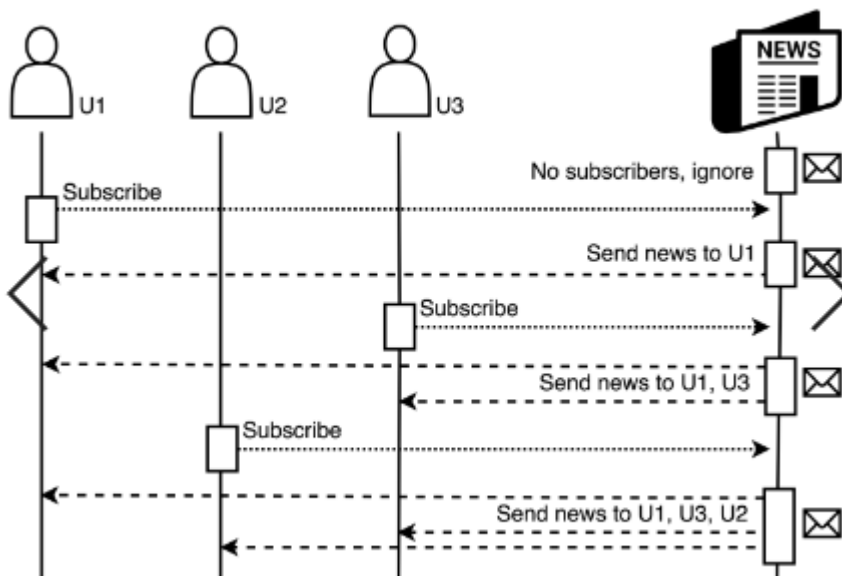 NEWS
U1
U2
U3
No subscribers, ignore
Subscribe
Send news to U1
Subscribe
Send news to U1, U3
Subscribe
Send news to U1, U3, U2